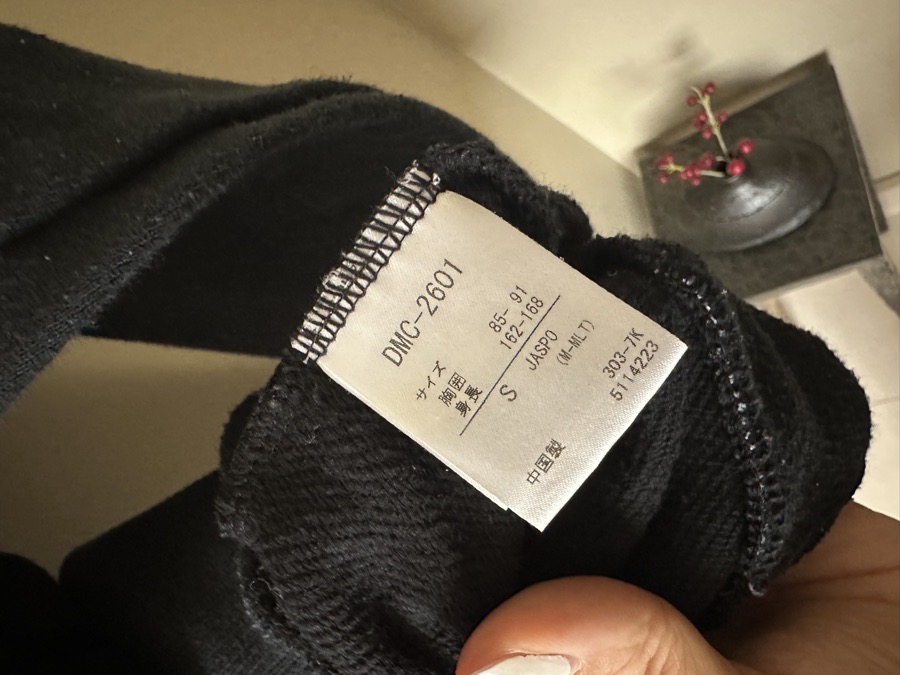 DMC-2601
サイズ
胸囲 85- 91
身長 162-168
S JASPO
(M-MLT)
303-7K
5114223
中国製